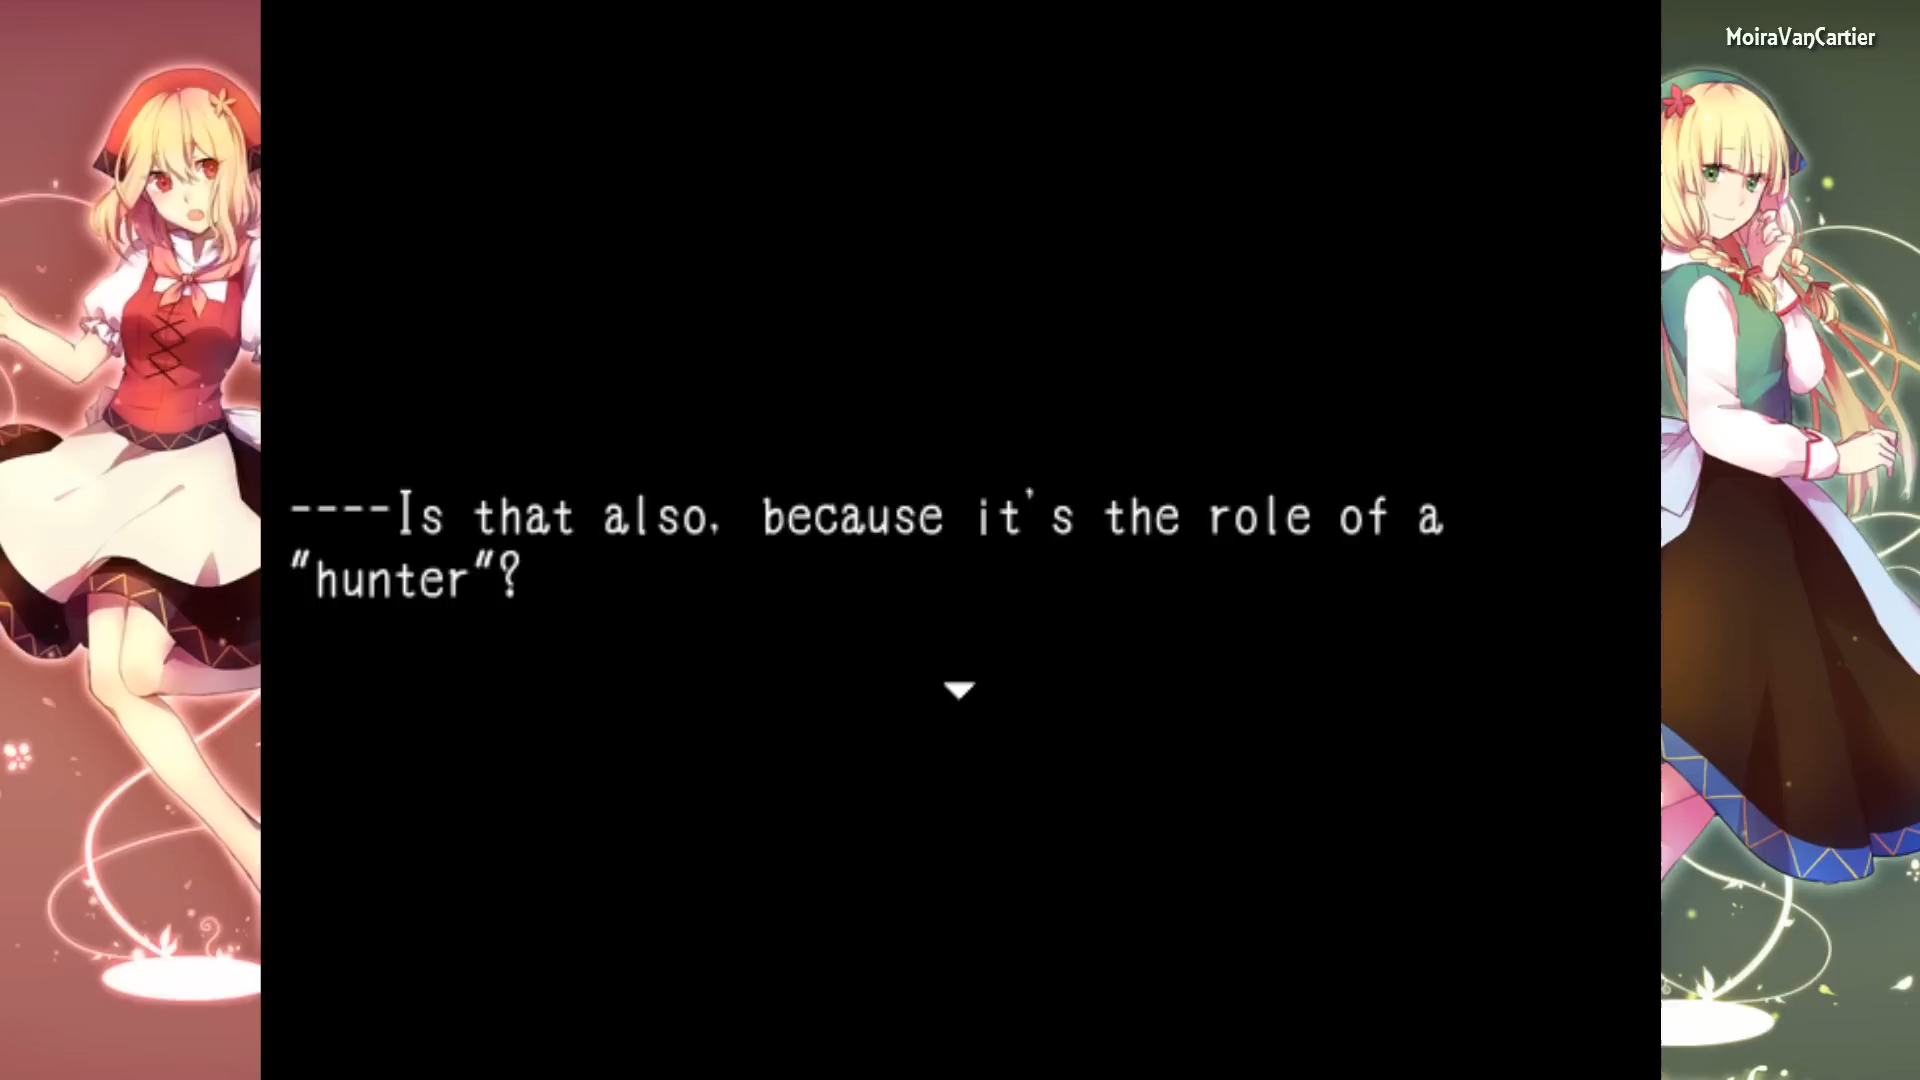 MoiraVanCartier
----Is that also, because it's the role of a
"hunter"?